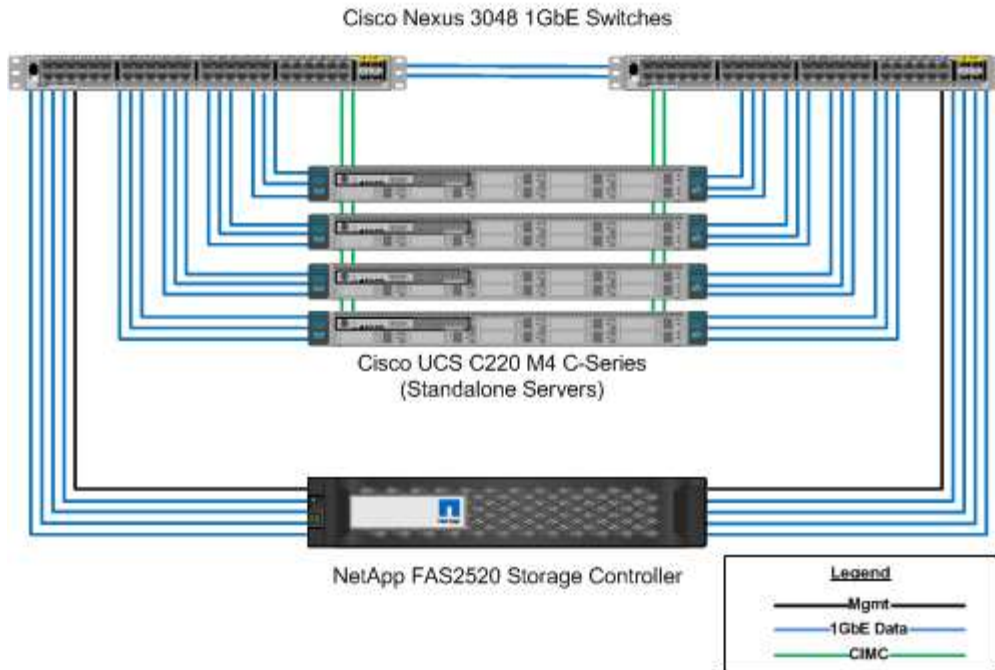 Cisco Nexus 3048 1GbE Switches
Cisco UCS C220 M4 C-Series
(Standalone Servers)
NetApp FAS2520 Storage Controller
Legend
Mgmt
1GbE Data
CIMC